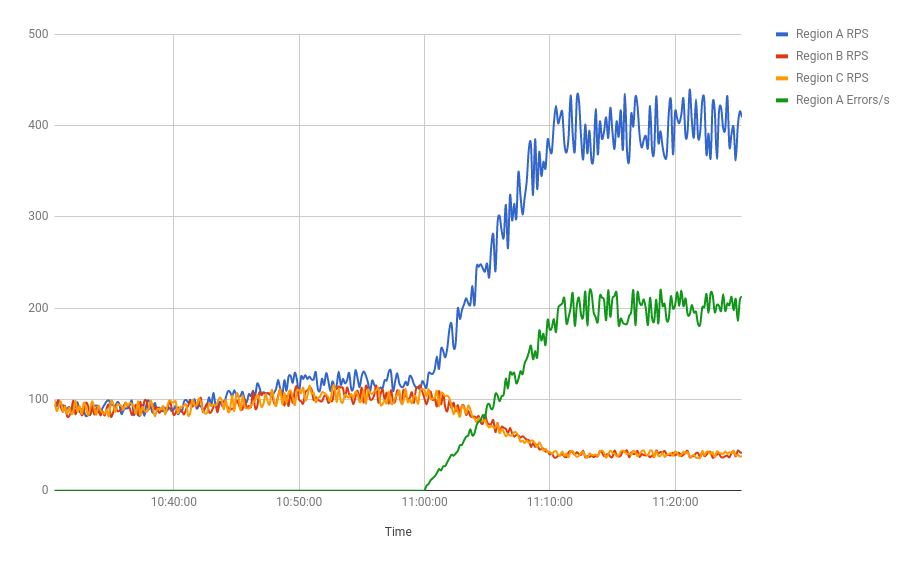 500
400
300
200
100
0
10:40:00
10:50:00
11:00:00
11:10:00
11:20:00
Time
Region A RPS
Region B RPS
Region C RPS
Region A Errors/s